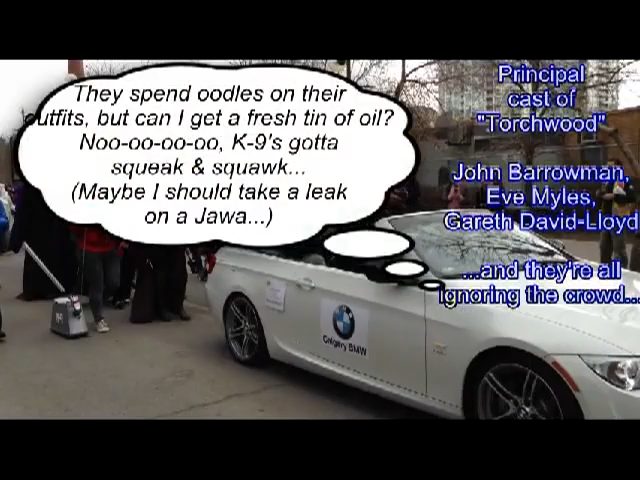 They spend oodles on their
outfits, but can I get a fresh tin of oil?
Noo-oo-oo-oo, K-9's gotta
squeak & squawk...
(Maybe I should take a leak
on a Jawa...)
Principal
cast of
"Torchwood"
John Barrowman,
Eve Myles,
Gareth David-Lloyd
...and they're all
ignoring the crowd...
BMW
Calgary BMW